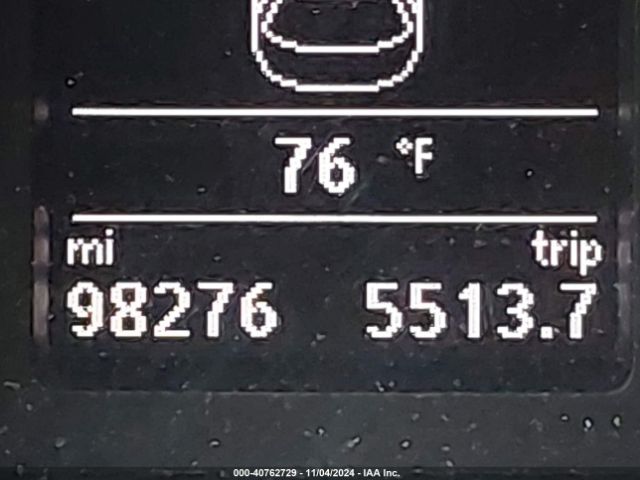 76 °F
mi trip
98276 5513.7
000-40762729 - 11/04/2024 - IAA Inc.